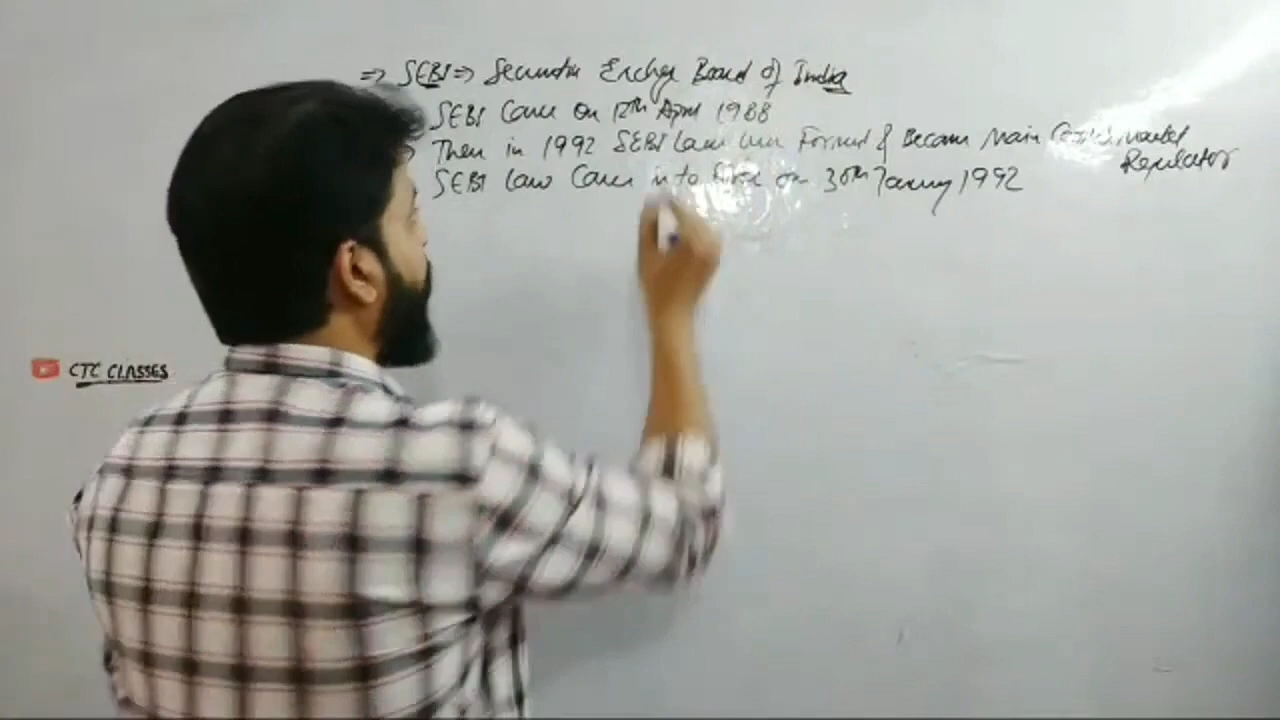 ⇒ SEBI ⇒ Securities Exchange Board of India
SEBI Came on 12th April 1988
Then in 1992 SEBI Law was Formed & Became Main Capital market
Regulator
SEBI Law Came into Force on 30th January 1992
CTC CLASSES